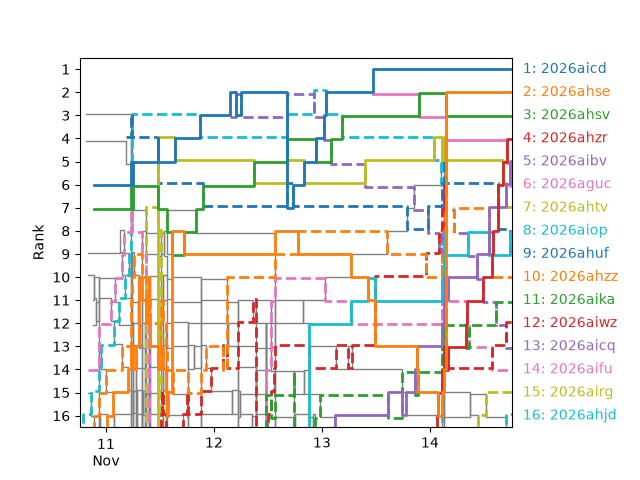 Rank
1
2
3
4
5
6
7
8
9
10
11
12
13
14
15
16
11
Nov
12
13
14
1: 2026aicd
2: 2026ahse
3: 2026ahsv
4: 2026ahzr
5: 2026aibv
6: 2026aguc
7: 2026ahtv
8: 2026aiop
9: 2026ahuf
10: 2026ahzz
11: 2026aika
12: 2026aiwz
13: 2026aicq
14: 2026aifu
15: 2026airg
16: 2026ahjd